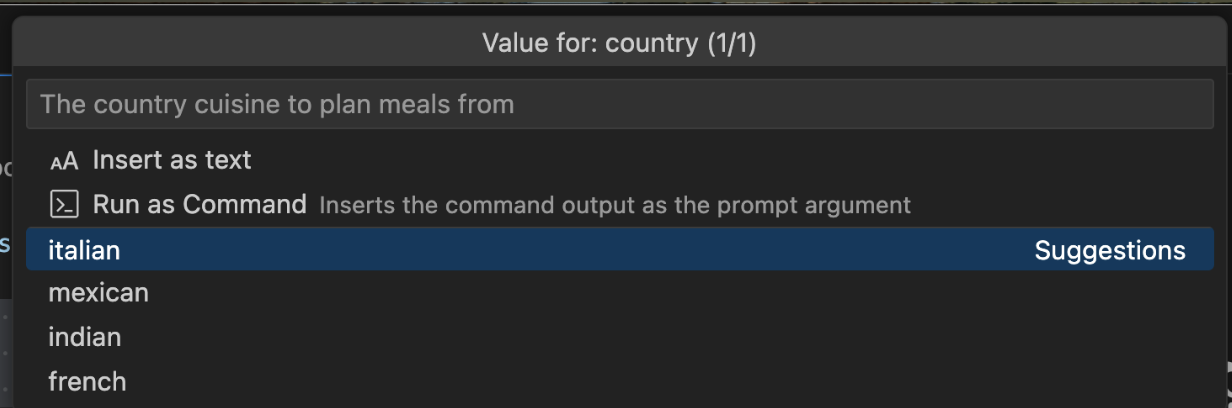 Value for: country (1/1)
The country cuisine to plan meals from
AA Insert as text
Run as Command Inserts the command output as the prompt argument
italian Suggestions
mexican
indian
french